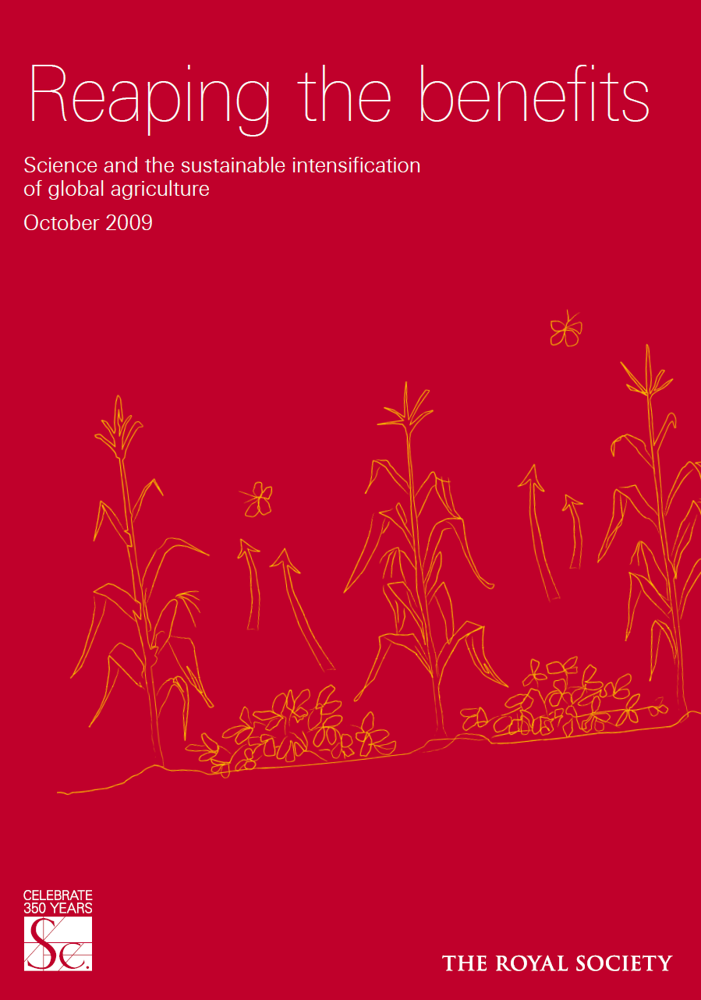 Reaping the benefits
Science and the sustainable intensification
of global agriculture
October 2009
CELEBRATE
350 YEARS
Sc.
THE ROYAL SOCIETY